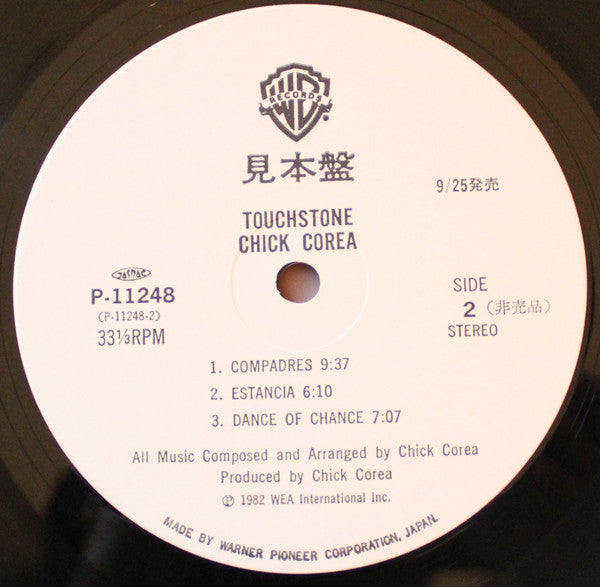 W
RECORDS
®
見本盤
9/25発売
TOUCHSTONE
CHICK COREA
JASRAC
P-11248
(P-11248-2)
33⅓RPM
SIDE
2 (非売品)
STEREO
1. COMPADRES 9:37
2. ESTANCIA 6:10
3. DANCE OF CHANCE 7:07
All Music Composed and Arranged by Chick Corea
Produced by Chick Corea
Ⓟ 1982 WEA International Inc.
MADE BY WARNER PIONEER CORPORATION, JAPAN.